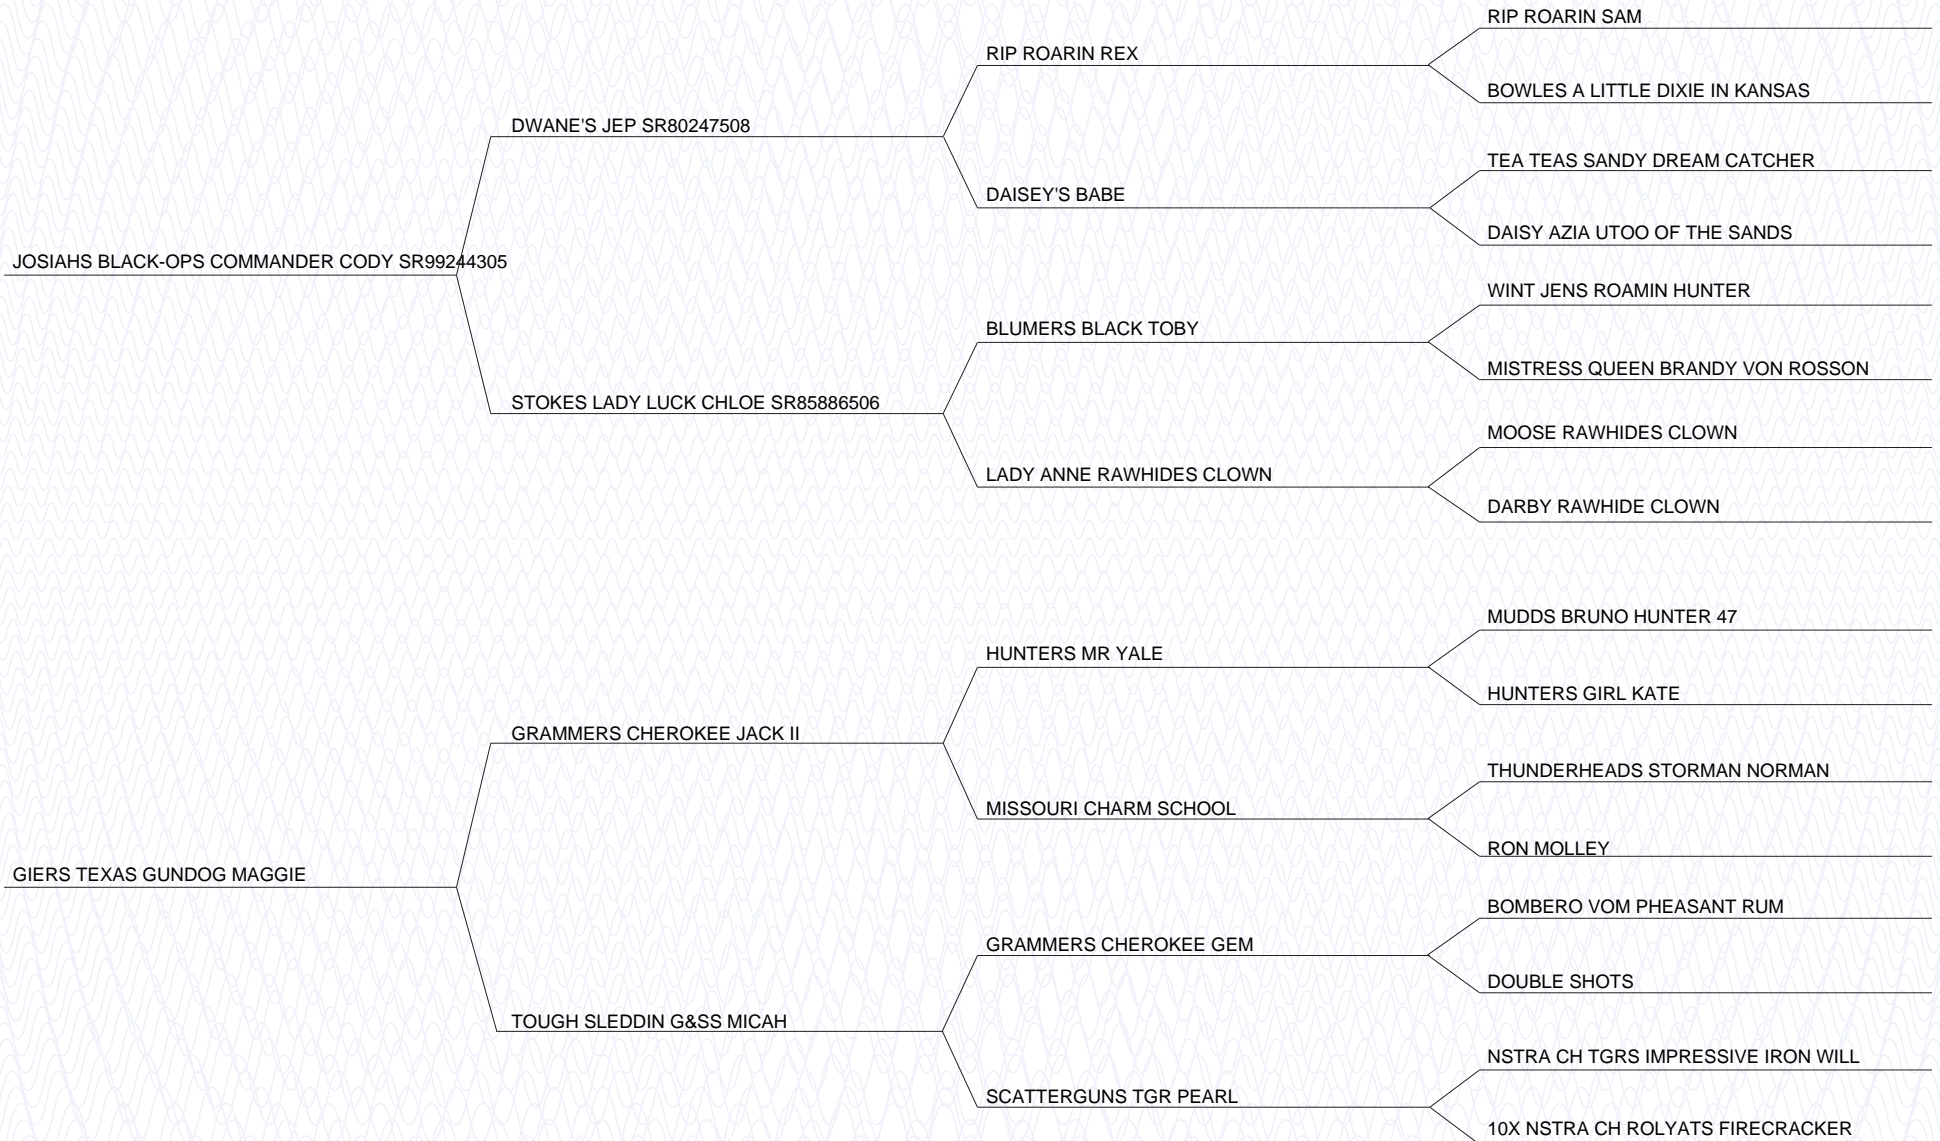 RIP ROARIN SAM
RIP ROARIN REX
BOWLES A LITTLE DIXIE IN KANSAS
DWANE'S JEP SR80247508
TEA TEAS SANDY DREAM CATCHER
DAISEY'S BABE
DAISY AZIA UTOO OF THE SANDS
JOSIAHS BLACK-OPS COMMANDER CODY SR99244305
WINT JENS ROAMIN HUNTER
BLUMERS BLACK TOBY
MISTRESS QUEEN BRANDY VON ROSSON
STOKES LADY LUCK CHLOE SR85886506
MOOSE RAWHIDES CLOWN
LADY ANNE RAWHIDES CLOWN
DARBY RAWHIDE CLOWN
MUDDS BRUNO HUNTER 47
HUNTERS MR YALE
HUNTERS GIRL KATE
GRAMMERS CHEROKEE JACK II
THUNDERHEADS STORMAN NORMAN
MISSOURI CHARM SCHOOL
RON MOLLEY
GIERS TEXAS GUNDOG MAGGIE
BOMBERO VOM PHEASANT RUM
GRAMMERS CHEROKEE GEM
DOUBLE SHOTS
TOUGH SLEDDIN G&SS MICAH
NSTRA CH TGRS IMPRESSIVE IRON WILL
SCATTERGUNS TGR PEARL
10X NSTRA CH ROLYATS FIRECRACKER